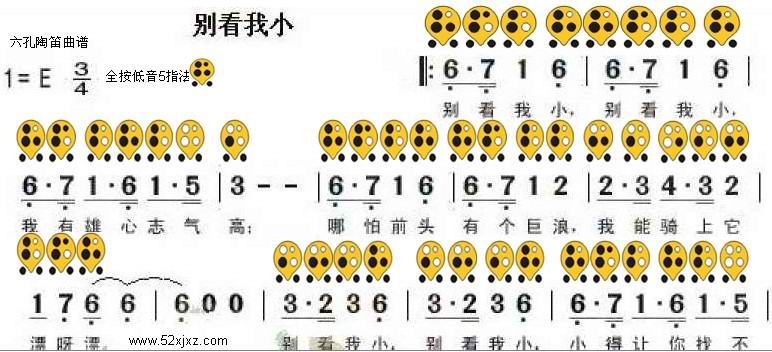 别看我小
六孔陶笛曲谱
1=E 3/4 全按低音5指法
‖: 6·7 1 6 | 6·7 1 6 |
别看我小，别看我小，
6·7 1·6 1·5 | 3 - - | 6·7 1 6 | 6·7 1 2 | 2·3 4·3 2 |
我有雄心志气高；哪怕前头有个巨浪，我能骑上它
1 7 6 6 | 6 0 0 | 3·2 3 6 | 3·2 3 6 | 6·7 1·6 1·5 |
漂呀漂。别看我小，别看我小，小得让你找不
www.52xjxz.com